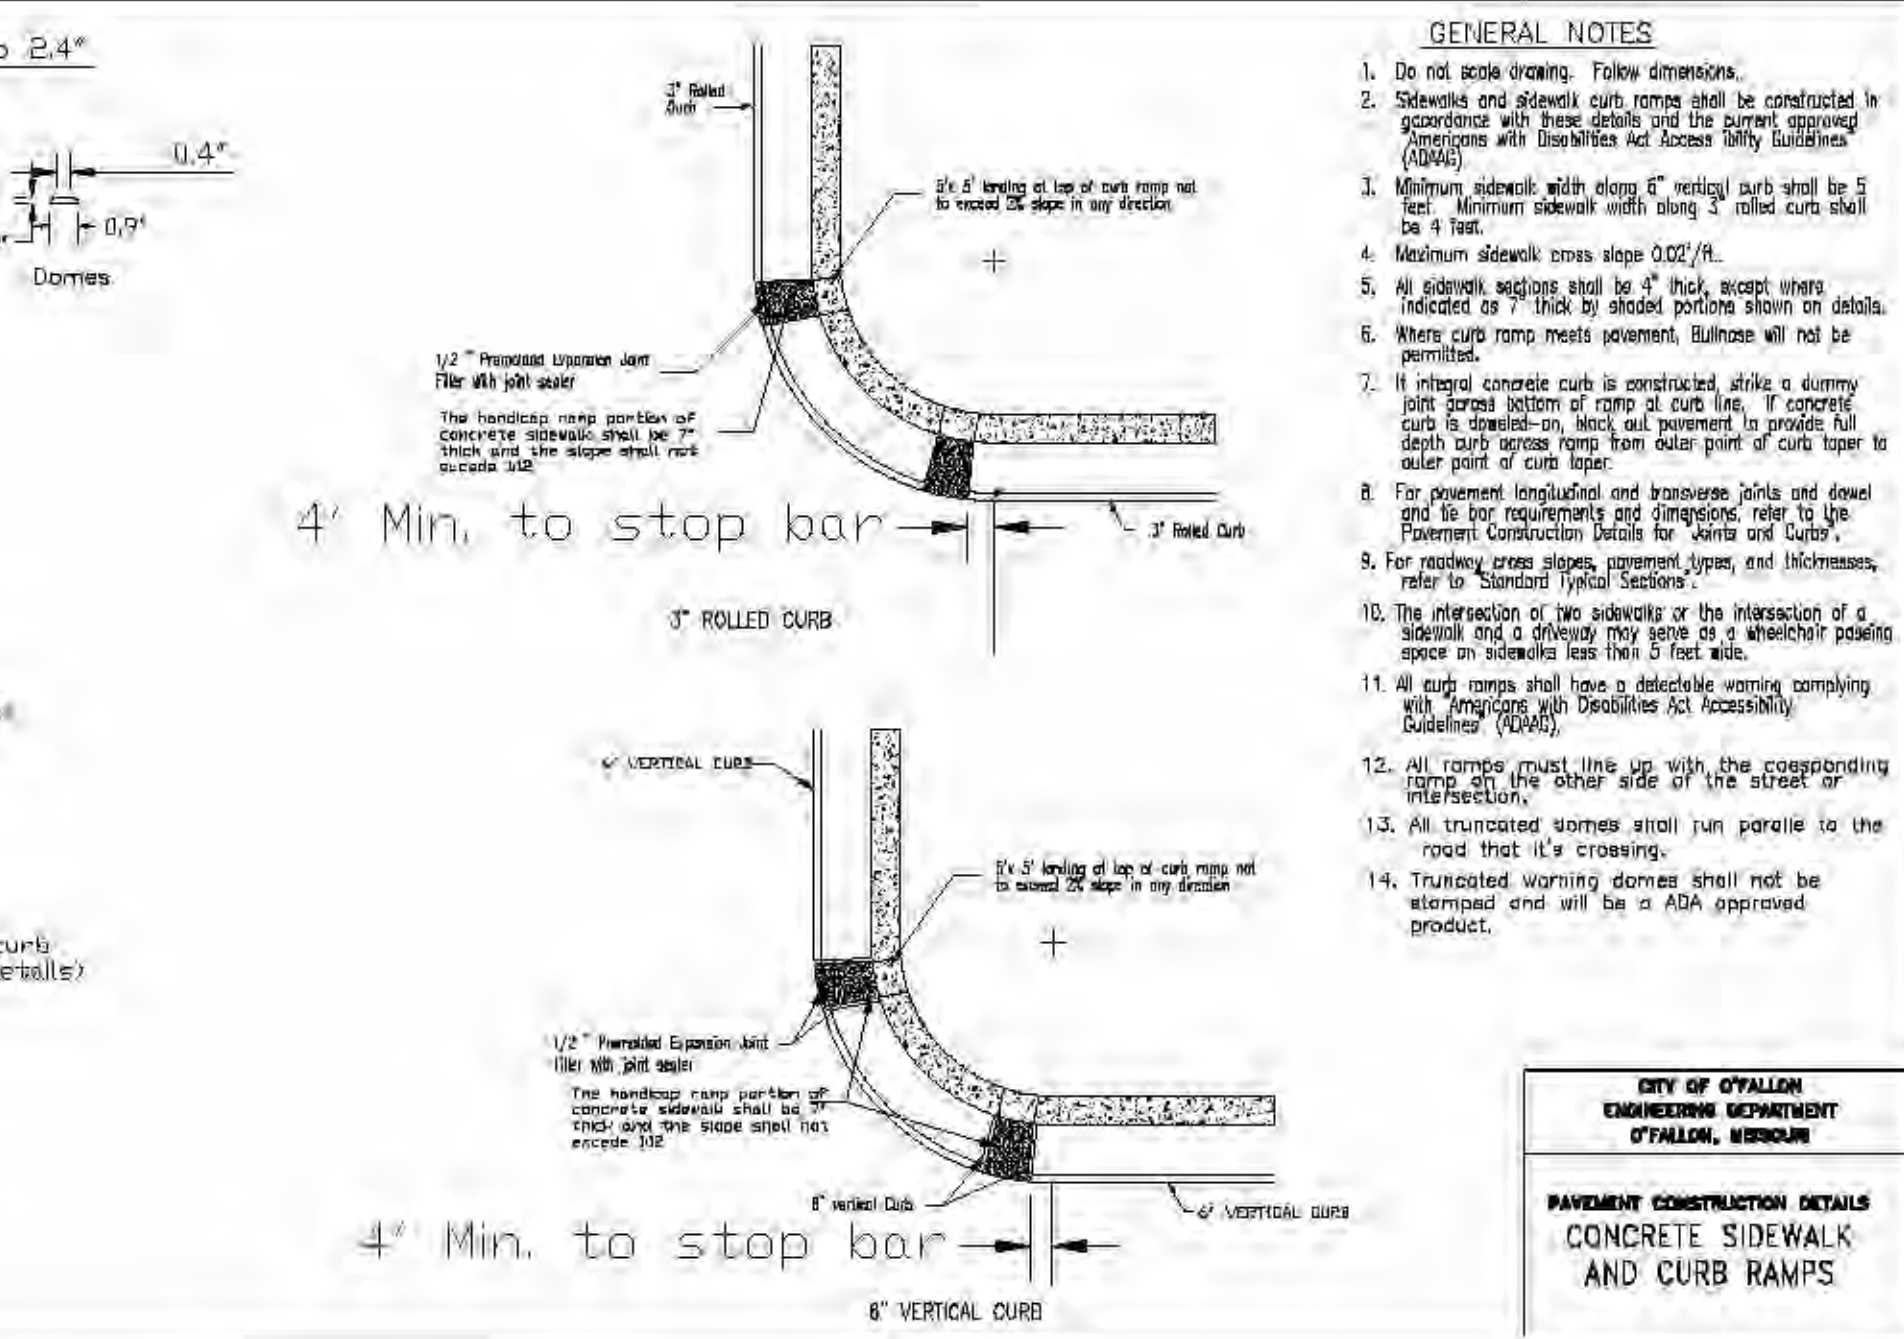 2.4"
0.4"
0.9"
Domes
curb
etails)
3" Rolled
Curb
5'x 5' landing at top of curb ramp not
to exceed 2% slope in any direction
1/2 " Premolded Expansion Joint
Filler with joint sealer
The handicap ramp portion of
concrete sidewalk shall be 7"
thick and the slope shall not
excede 1:12
4' Min. to stop bar
3" Rolled Curb
3" ROLLED CURB
6" VERTICAL CURB
5'x 5' landing at top of curb ramp not
to exceed 2% slope in any direction
1/2 " Premolded Expansion Joint
Filler with joint sealer
The handicap ramp portion of
concrete sidewalk shall be 7"
thick and the slope shall not
excede 1:12
6" vertical Curb
6" VERTICAL CURB
4' Min. to stop bar
6" VERTICAL CURB
GENERAL NOTES
1. Do not scale drawing. Follow dimensions.
2. Sidewalks and sidewalk curb ramps shall be constructed in
accordance with these details and the current approved
"Americans with Disabilities Act Access ibility Guidelines"
(ADAAG)
3. Minimum sidewalk width along 6" vertical curb shall be 5
feet. Minimum sidewalk width along 3" rolled curb shall
be 4 feet.
4. Maximum sidewalk cross slope 0.02'/ft..
5. All sidewalk sections shall be 4" thick, except where
indicated as 7" thick by shaded portions shown on details.
6. Where curb ramp meets pavement, Bullnose will not be
permitted.
7. If integral concrete curb is constructed, strike a dummy
joint across bottom of ramp at curb line. If concrete
curb is doweled-on, block out pavement to provide full
depth curb across ramp from outer point of curb taper to
outer point of curb taper.
8. For pavement longitudinal and transverse joints and dowel
and tie bar requirements and dimensions, refer to the
Pavement Construction Details for "Joints and Curbs".
9. For roadway cross slopes, pavement types, and thicknesses,
refer to "Standard Typical Sections".
10. The intersection of two sidewalks or the intersection of a
sidewalk and a driveway may serve as a wheelchair passing
space on sidewalks less than 5 feet wide.
11. All curb ramps shall have a detectable warning complying
with "Americans with Disabilities Act Accessibility
Guidelines" (ADAAG).
12. All ramps must line up with the coesponding
ramp on the other side of the street or
intersection.
13. All truncated domes shall run paralle to the
road that it's crossing.
14. Truncated warning domes shall not be
stamped and will be a ADA approved
product.
CITY OF O'FALLON
ENGINEERING DEPARTMENT
O'FALLON, MISSOURI
PAVEMENT CONSTRUCTION DETAILS
CONCRETE SIDEWALK
AND CURB RAMPS